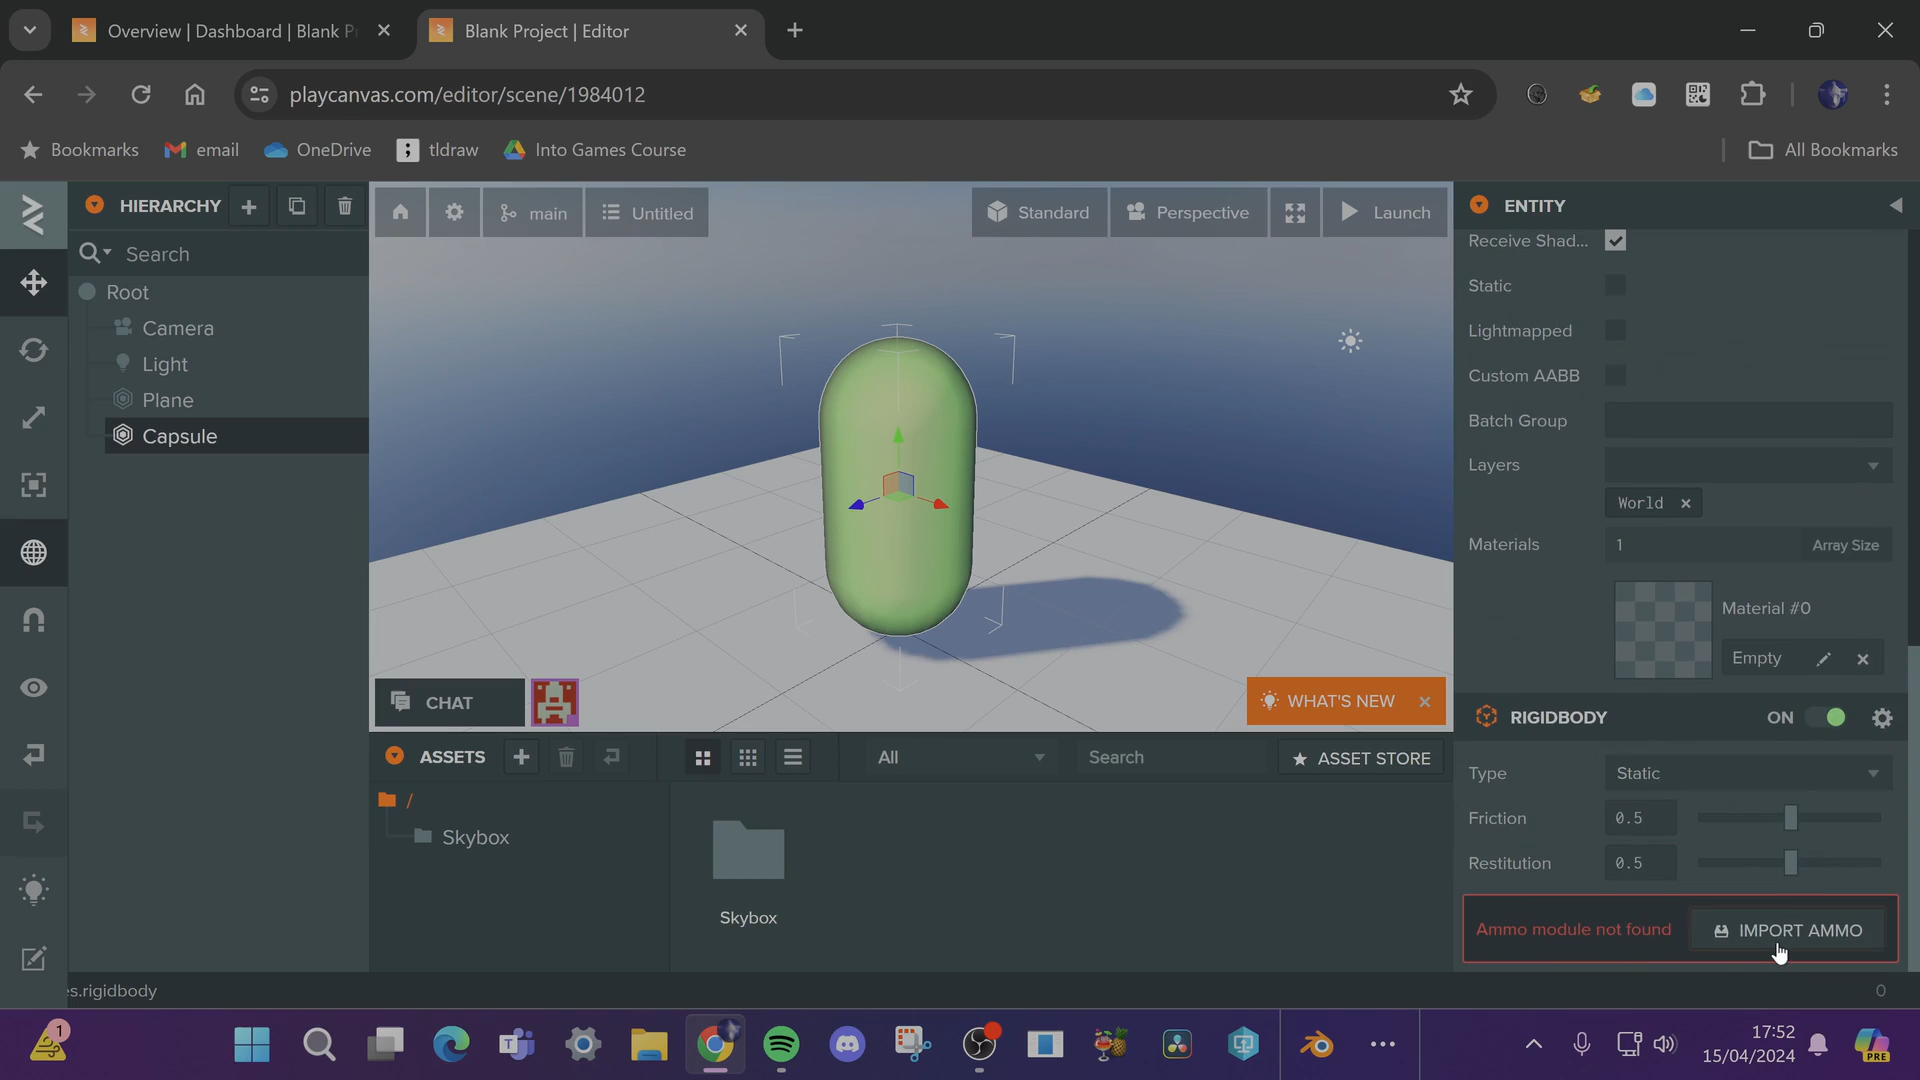 Overview | Dashboard | Blank P
Blank Project | Editor
playcanvas.com/editor/scene/1984012
Bookmarks
email
OneDrive
tldraw
Into Games Course
All Bookmarks
HIERARCHY
Search
Root
Camera
Light
Plane
Capsule
main
Untitled
Standard
Perspective
Launch
CHAT
WHAT'S NEW
ASSETS
All
Search
ASSET STORE
/
Skybox
Skybox
ENTITY
Receive Shad...
Static
Lightmapped
Custom AABB
Batch Group
Layers
World
Materials
1
Array Size
Material #0
Empty
RIGIDBODY
ON
Type
Static
Friction
0.5
Restitution
0.5
Ammo module not found
IMPORT AMMO
s.rigidbody
0
1
17:52
15/04/2024
PRE